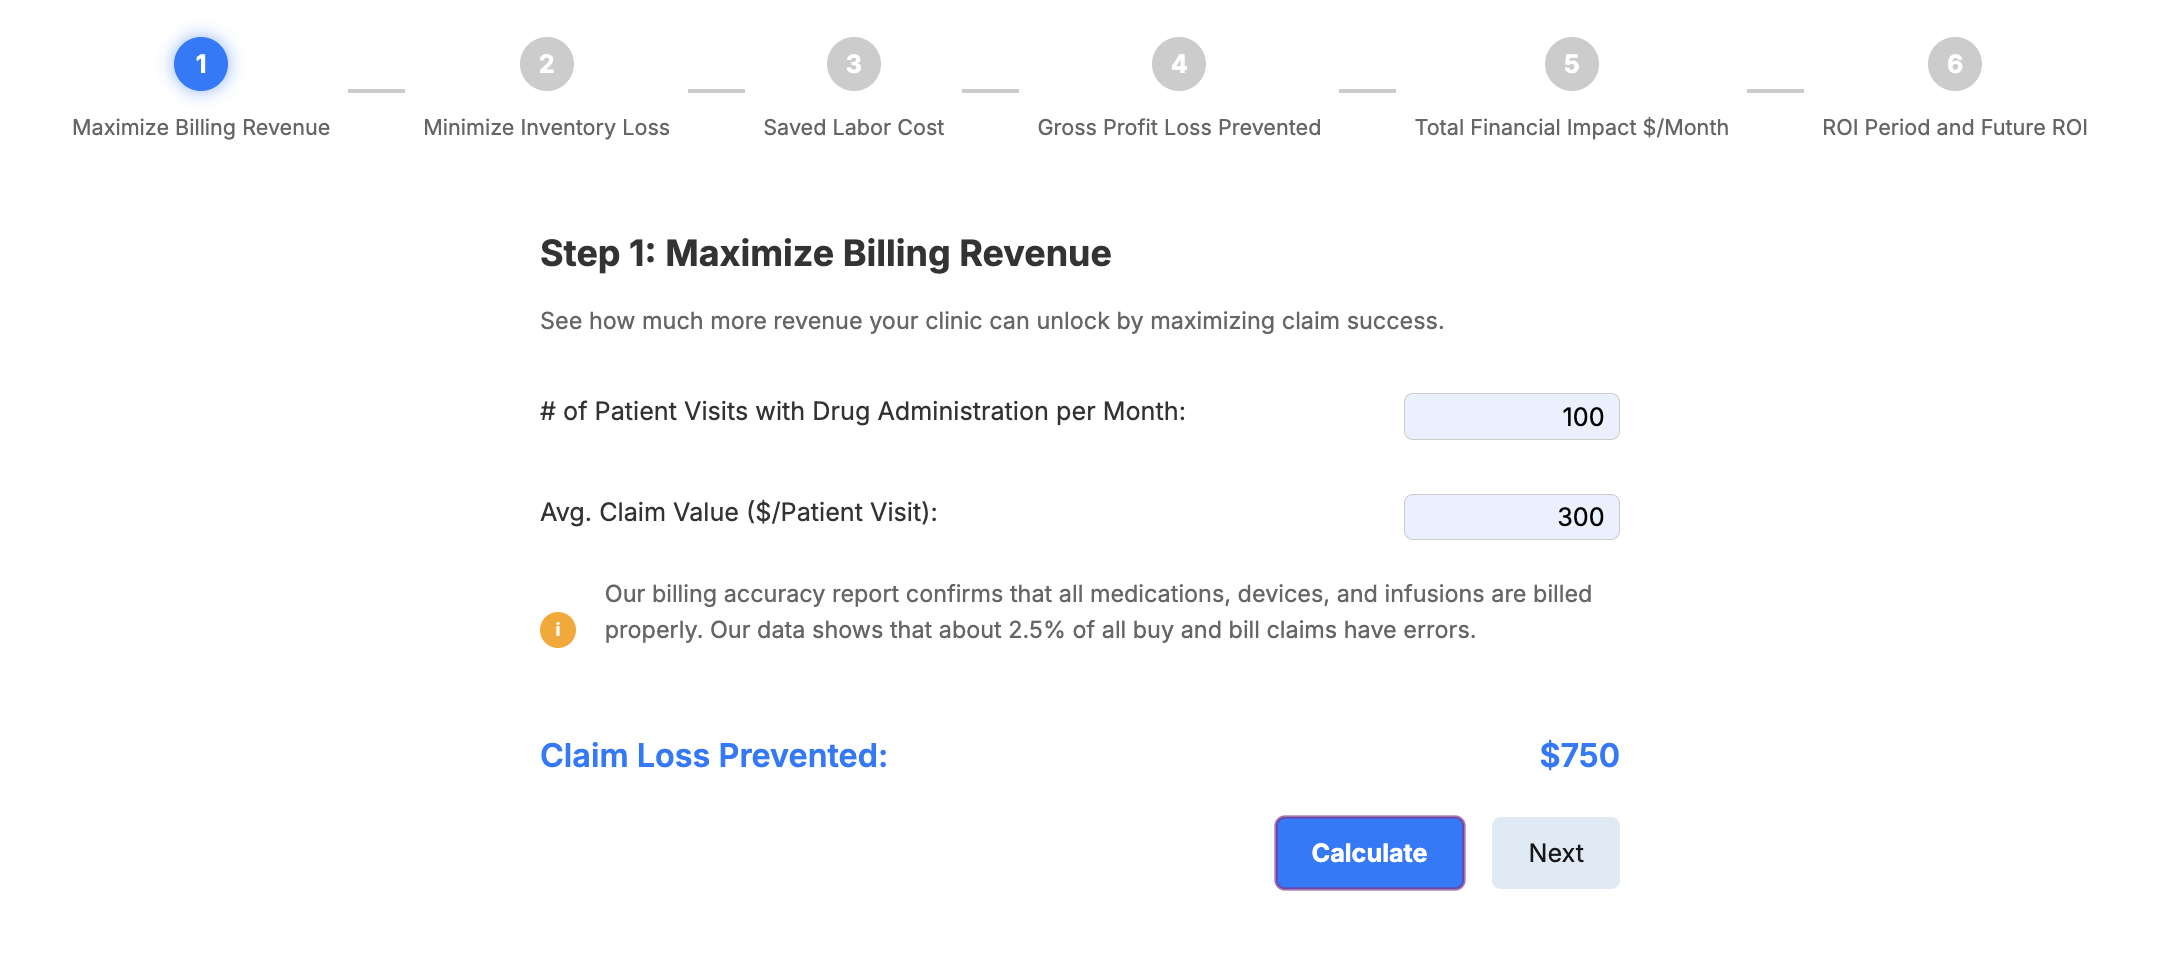 1
Maximize Billing Revenue
2
Minimize Inventory Loss
3
Saved Labor Cost
4
Gross Profit Loss Prevented
5
Total Financial Impact $/Month
6
ROI Period and Future ROI
Step 1: Maximize Billing Revenue
See how much more revenue your clinic can unlock by maximizing claim success.
# of Patient Visits with Drug Administration per Month:
100
Avg. Claim Value ($/Patient Visit):
300
i
Our billing accuracy report confirms that all medications, devices, and infusions are billed
properly. Our data shows that about 2.5% of all buy and bill claims have errors.
Claim Loss Prevented:
$750
Calculate
Next